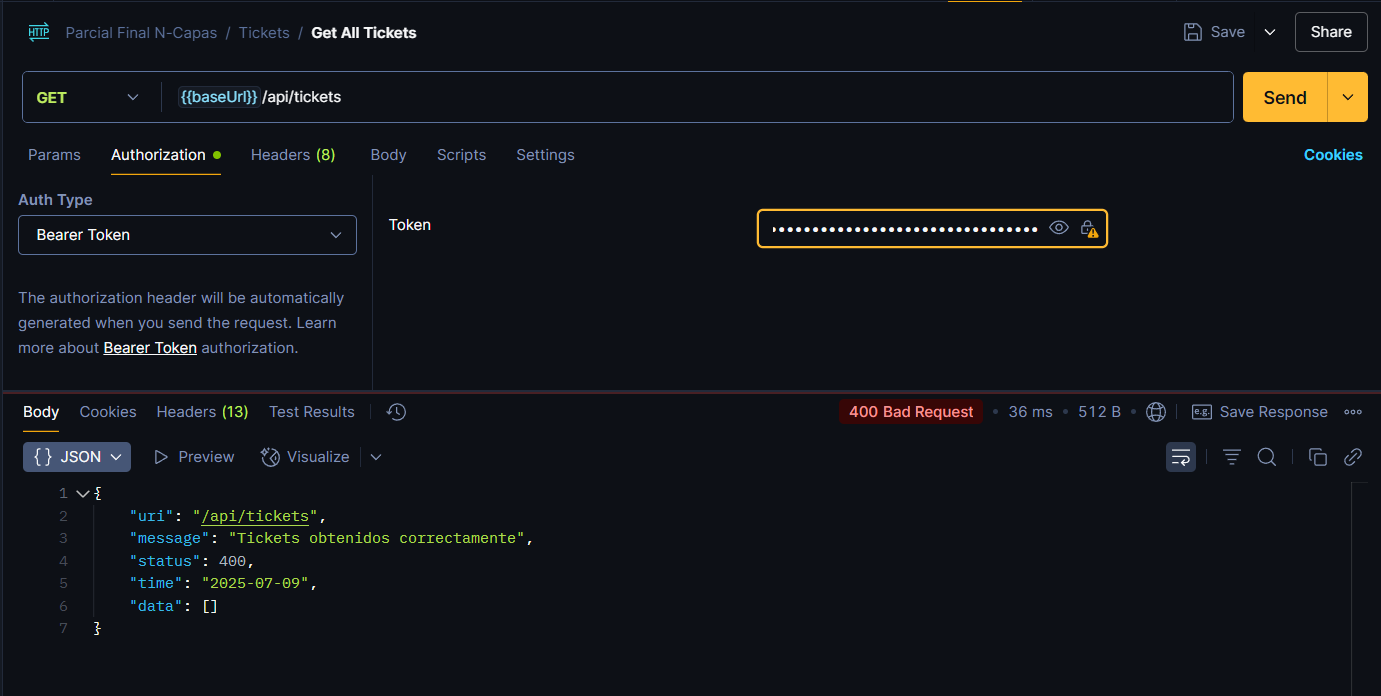 HTTP Parcial Final N-Capas / Tickets / Get All Tickets Save Share
GET {{baseUrl}} /api/tickets Send
Params Authorization Headers (8) Body Scripts Settings Cookies
Auth Type
Bearer Token
Token
The authorization header will be automatically
generated when you send the request. Learn
more about Bearer Token authorization.
Body Cookies Headers (13) Test Results 400 Bad Request • 36 ms • 512 B • e.g. Save Response
{ } JSON Preview Visualize
1 {
2 "uri": "/api/tickets",
3 "message": "Tickets obtenidos correctamente",
4 "status": 400,
5 "time": "2025-07-09",
6 "data": []
7 }